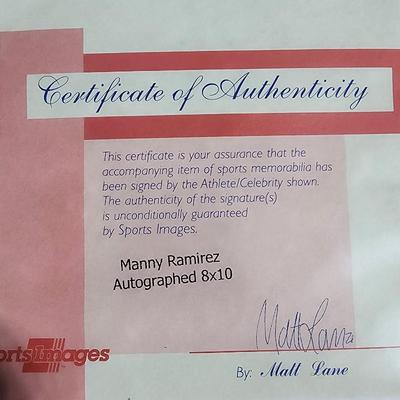 Certificate of Authenticity
This certificate is your assurance that the
accompanying item of sports memorabilia has
been signed by the Athlete/Celebrity shown.
The authenticity of the signature(s)
is unconditionally guaranteed
by Sports Images.
Manny Ramirez
Autographed 8x10
Matt Lane
ortsImages
By: Matt Lane